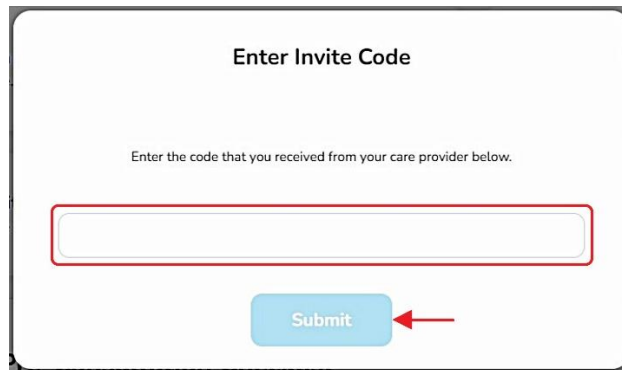 Enter Invite Code
Enter the code that you received from your care provider below.
Submit